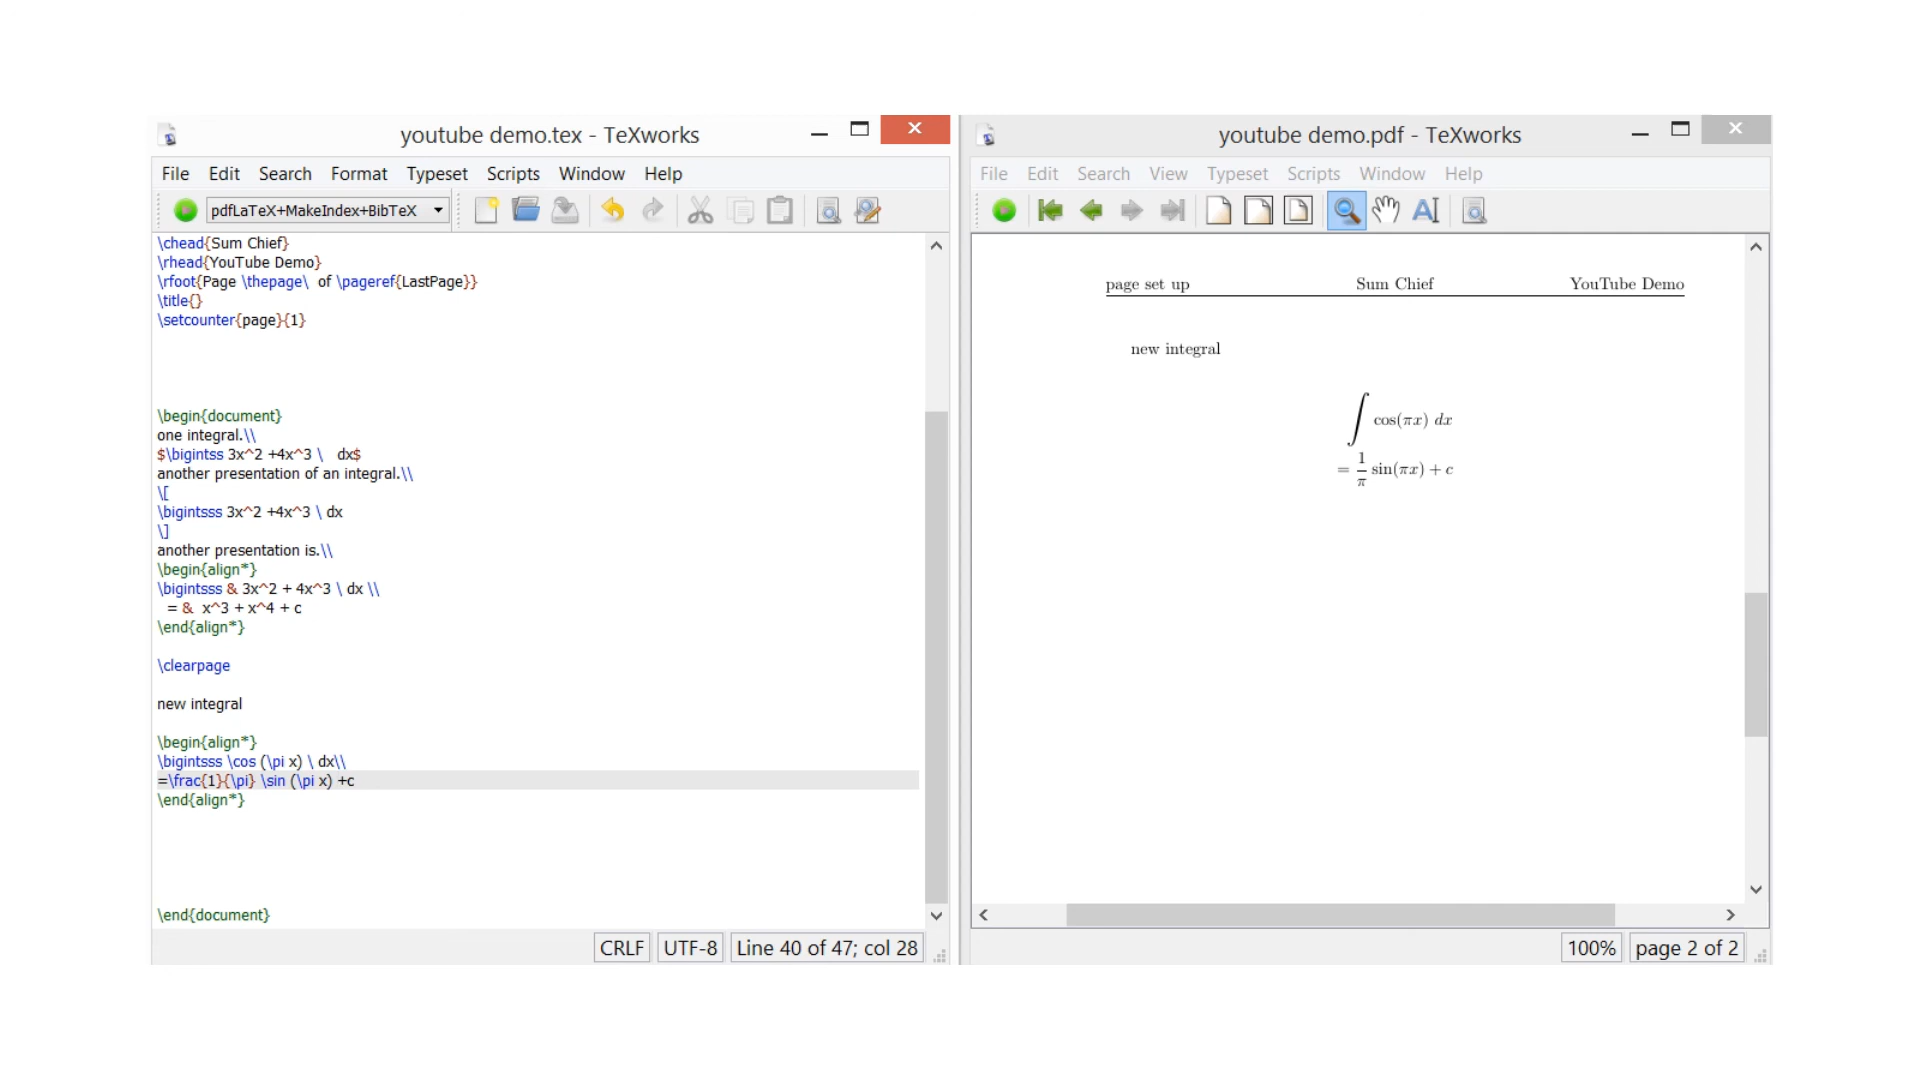 youtube demo.tex - TeXworks
File Edit Search Format Typeset Scripts Window Help
pdfLaTeX+MakeIndex+BibTeX
\chead{Sum Chief}
\rhead{YouTube Demo}
\rfoot{Page \thepage\ of \pageref{LastPage}}
\title{}
\setcounter{page}{1}
\begin{document}
one integral.\\
$\bigintss 3x^2 +4x^3 \ dx$
another presentation of an integral.\\
\[
\bigintsss 3x^2 +4x^3 \ dx
\]
another presentation is.\\
\begin{align*}
\bigintsss & 3x^2 + 4x^3 \ dx \\
= & x^3 + x^4 + c
\end{align*}
\clearpage
new integral
\begin{align*}
\bigintsss \cos (\pi x) \ dx\\
=\frac{1}{\pi} \sin (\pi x) +c
\end{align*}
\end{document}
CRLF UTF-8 Line 40 of 47; col 28
youtube demo.pdf - TeXworks
File Edit Search View Typeset Scripts Window Help
page set up Sum Chief YouTube Demo
new integral
∫ cos(πx) dx
= 1/π sin(πx) + c
100% page 2 of 2